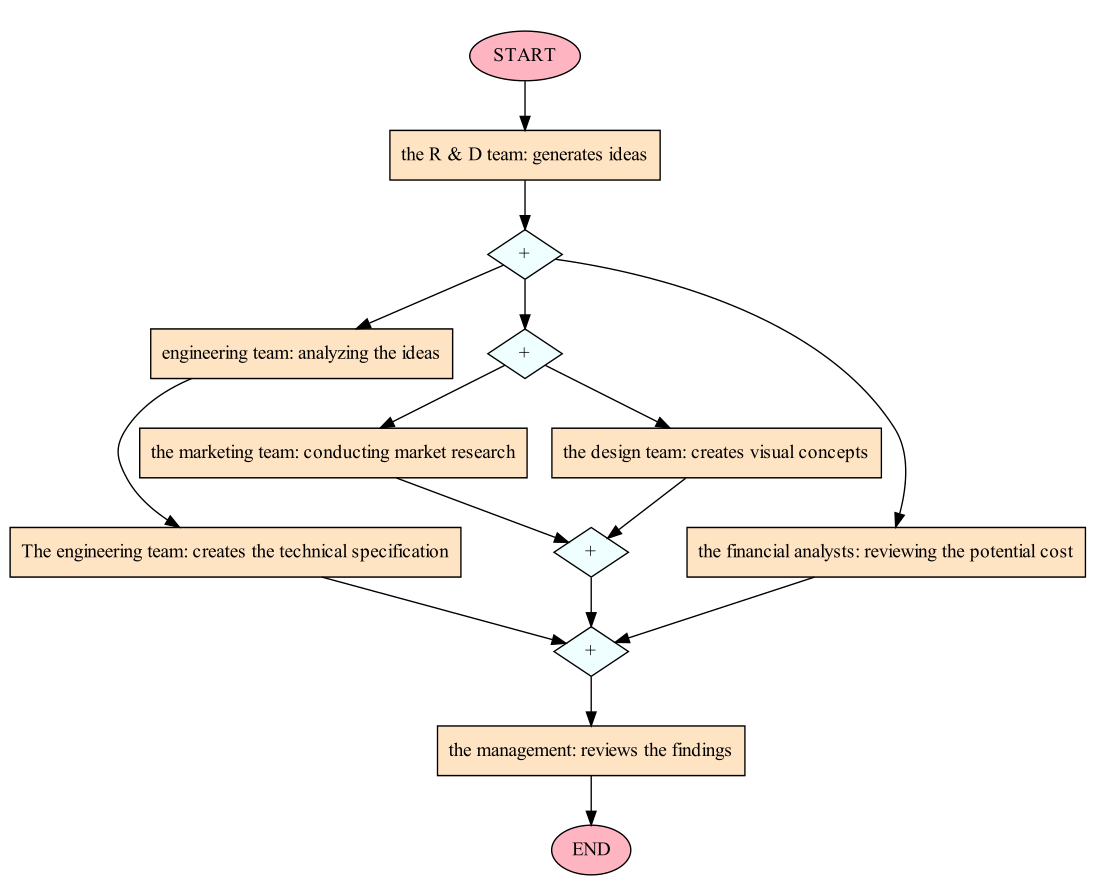 START
the R & D team: generates ideas
+
engineering team: analyzing the ideas
+
the marketing team: conducting market research
the design team: creates visual concepts
The engineering team: creates the technical specification
+
the financial analysts: reviewing the potential cost
+
the management: reviews the findings
END